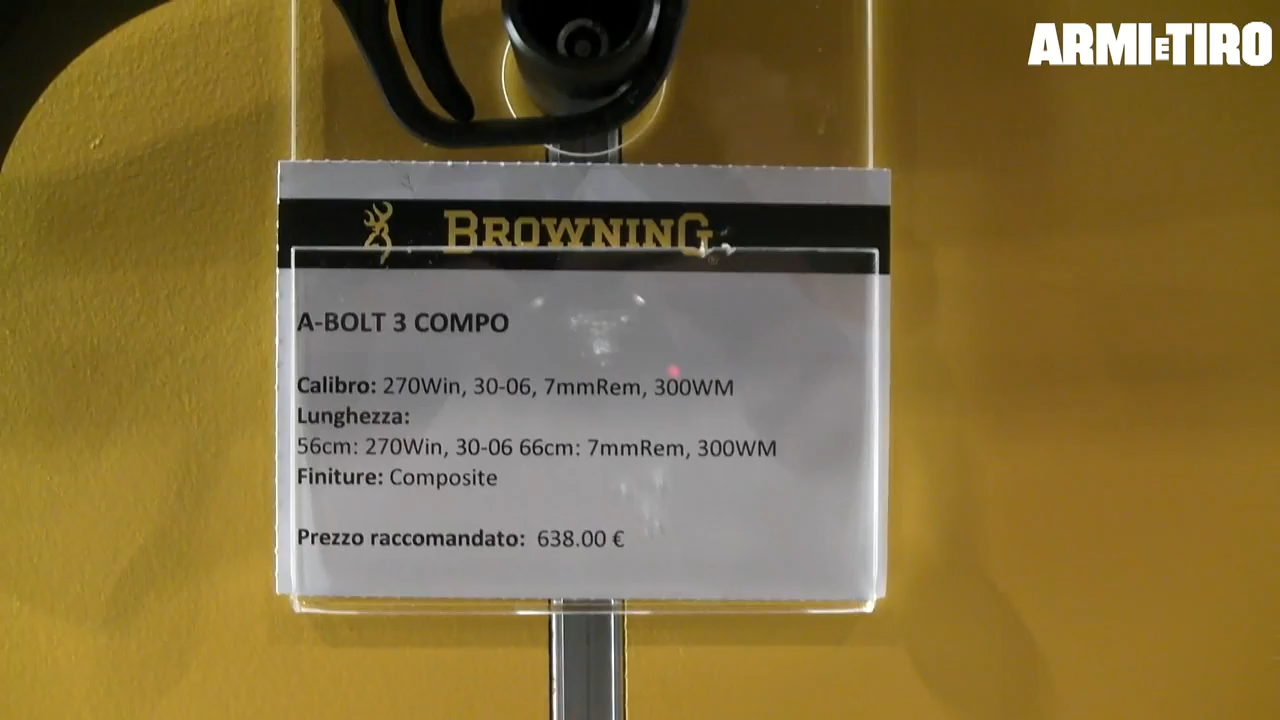 ARMI E TIRO
BROWNING
A-BOLT 3 COMPO
Calibro: 270Win, 30-06, 7mmRem, 300WM
Lunghezza:
56cm: 270Win, 30-06 66cm: 7mmRem, 300WM
Finiture: Composite
Prezzo raccomandato: 638.00 €